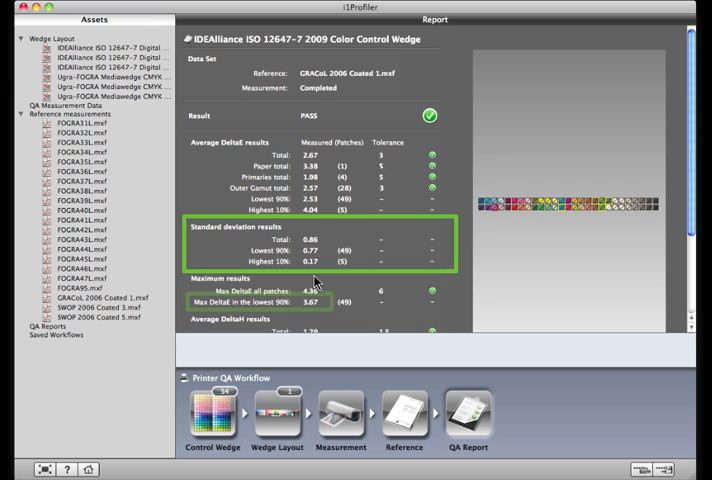 i1Profiler
Assets
Report
Wedge Layout
IDEAlliance ISO 12647-7 Digital ...
IDEAlliance ISO 12647-7 Digital ...
IDEAlliance ISO 12647-7 Digital ...
Ugra-FOGRA Mediawedge CMYK ...
Ugra-FOGRA Mediawedge CMYK ...
Ugra-FOGRA Mediawedge CMYK ...
QA Measurement Data
Reference measurements
FOGRA31L.mxf
FOGRA32L.mxf
FOGRA33L.mxf
FOGRA34L.mxf
FOGRA35L.mxf
FOGRA36L.mxf
FOGRA37L.mxf
FOGRA38L.mxf
FOGRA39L.mxf
FOGRA40L.mxf
FOGRA41L.mxf
FOGRA42L.mxf
FOGRA43L.mxf
FOGRA44L.mxf
FOGRA45L.mxf
FOGRA46L.mxf
FOGRA47L.mxf
FOGRA95.mxf
GRACoL 2006 Coated 1.mxf
SWOP 2006 Coated 3.mxf
SWOP 2006 Coated 5.mxf
QA Reports
Saved Workflows
IDEAlliance ISO 12647-7 2009 Color Control Wedge
Data Set
Reference: GRACoL 2006 Coated 1.mxf
Measurement: Completed
Result PASS
Average DeltaE results Measured (Patches) Tolerance
Total: 2.67 3
Paper total: 3.38 (1) 5
Primaries total: 1.98 (4) 5
Outer Gamut total: 2.57 (28) 3
Lowest 90%: 2.53 (49) – –
Highest 10%: 4.04 (5) – –
Standard deviation results
Total: 0.86 – –
Lowest 90%: 0.77 (49) – –
Highest 10%: 0.17 (5) – –
Maximum results
Max DeltaE all patches: 4.36 6
Max DeltaE in the lowest 90%: 3.67 (49) – –
Average DeltaH results
Total: 1.29 1.5
Printer QA Workflow
54
1
Control Wedge
Wedge Layout
Measurement
Reference
QA Report
?